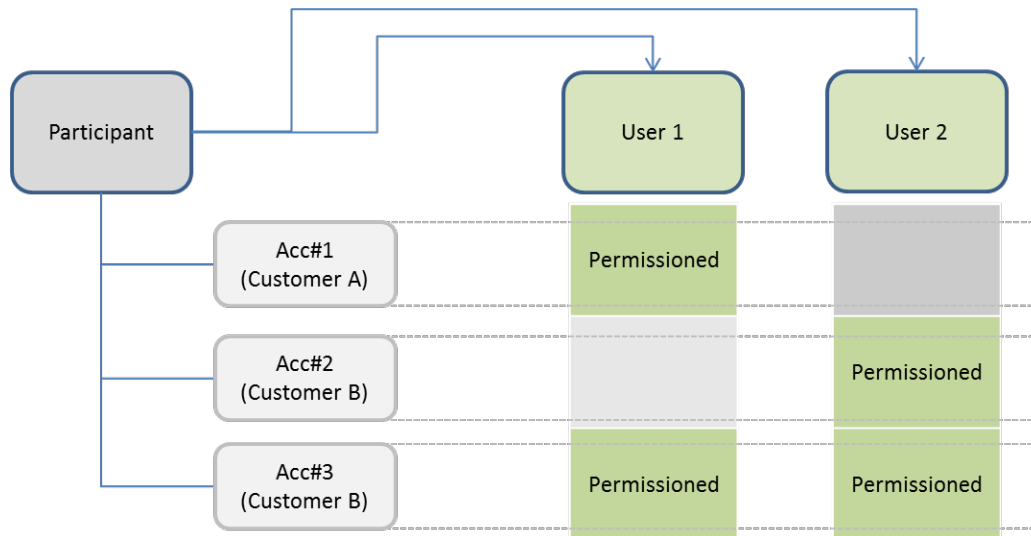 Participant
User 1
User 2
Acc#1
(Customer A)
Permissioned
Acc#2
(Customer B)
Permissioned
Acc#3
(Customer B)
Permissioned
Permissioned